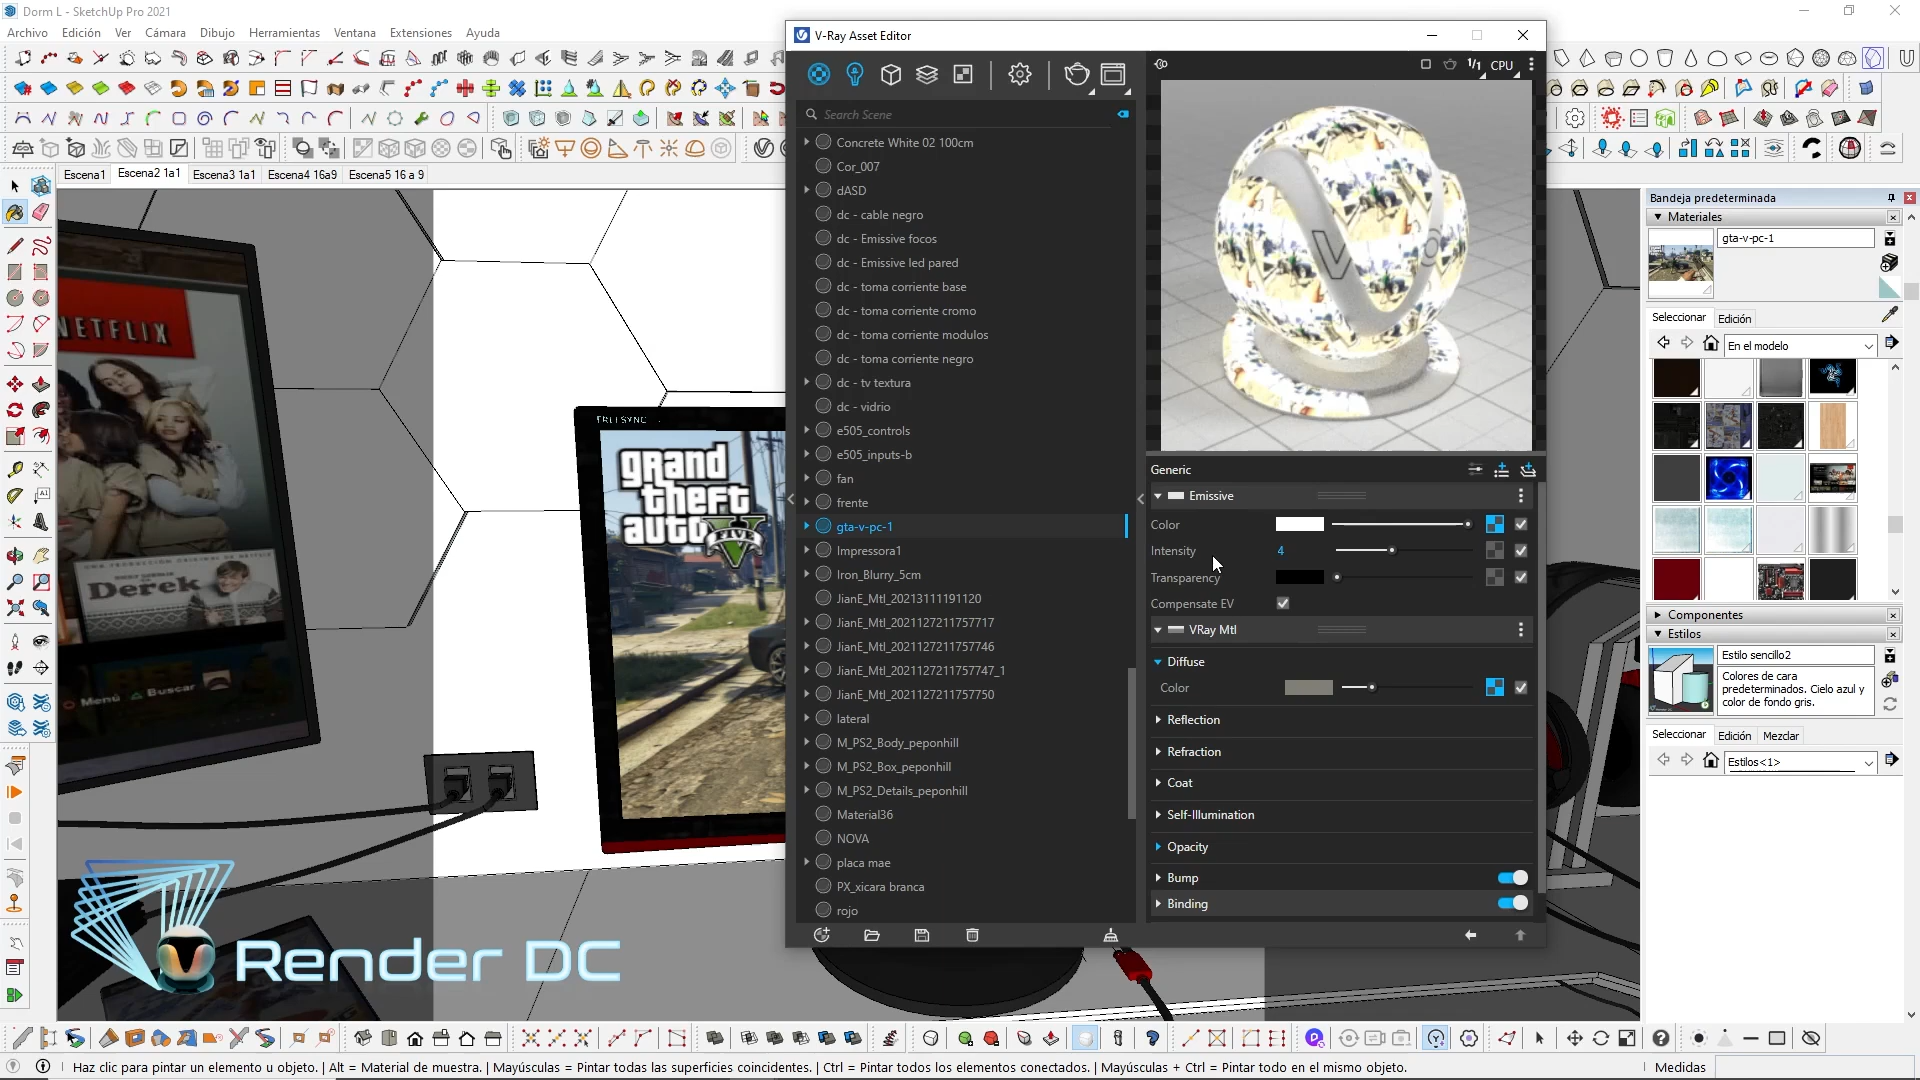 Dorm L - SketchUp Pro 2021
Archivo Edición Ver Cámara Dibujo Herramientas Ventana Extensiones Ayuda
Escena1 Escena2 1a1 Escena3 1a1 Escena4 16a9 Escena5 16 a 9
V-Ray Asset Editor
1/1 CPU
Search Scene
Concrete White 02 100cm
Cor_007
dASD
dc - cable negro
dc - Emissive focos
dc - Emissive led pared
dc - toma corriente base
dc - toma corriente cromo
dc - toma corriente modulos
dc - toma corriente negro
dc - tv textura
dc - vidrio
e505_controls
e505_inputs-b
fan
frente
gta-v-pc-1
Impressora1
Iron_Blurry_5cm
JianE_Mtl_20213111191120
JianE_Mtl_2021127211757717
JianE_Mtl_2021127211757746
JianE_Mtl_2021127211757747_1
JianE_Mtl_2021127211757750
lateral
M_PS2_Body_peponhill
M_PS2_Box_peponhill
M_PS2_Details_peponhill
Material36
NOVA
placa mae
PX_xicara branca
rojo
Generic
Emissive
Color
Intensity 4
Transparency
Compensate EV
VRay Mtl
Diffuse
Color
Reflection
Refraction
Coat
Self-Illumination
Opacity
Bump
Binding
Bandeja predeterminada
Materiales
gta-v-pc-1
Seleccionar Edición
En el modelo
Componentes
Estilos
Estilo sencillo2
Colores de cara
predeterminados. Cielo azul y
color de fondo gris.
Seleccionar Edición Mezclar
Estilos<1>
NETFLIX
ORIGINAL DE NETFLIX
Derek
Menú Buscar
FREESYNC
grand
theft
auto V
FIVE
Render DC
Haz clic para pintar un elemento u objeto. | Alt = Material de muestra. | Mayúsculas = Pintar todas las superficies coincidentes. | Ctrl = Pintar todos los elementos conectados. | Mayúsculas + Ctrl = Pintar todo en el mismo objeto.
Medidas